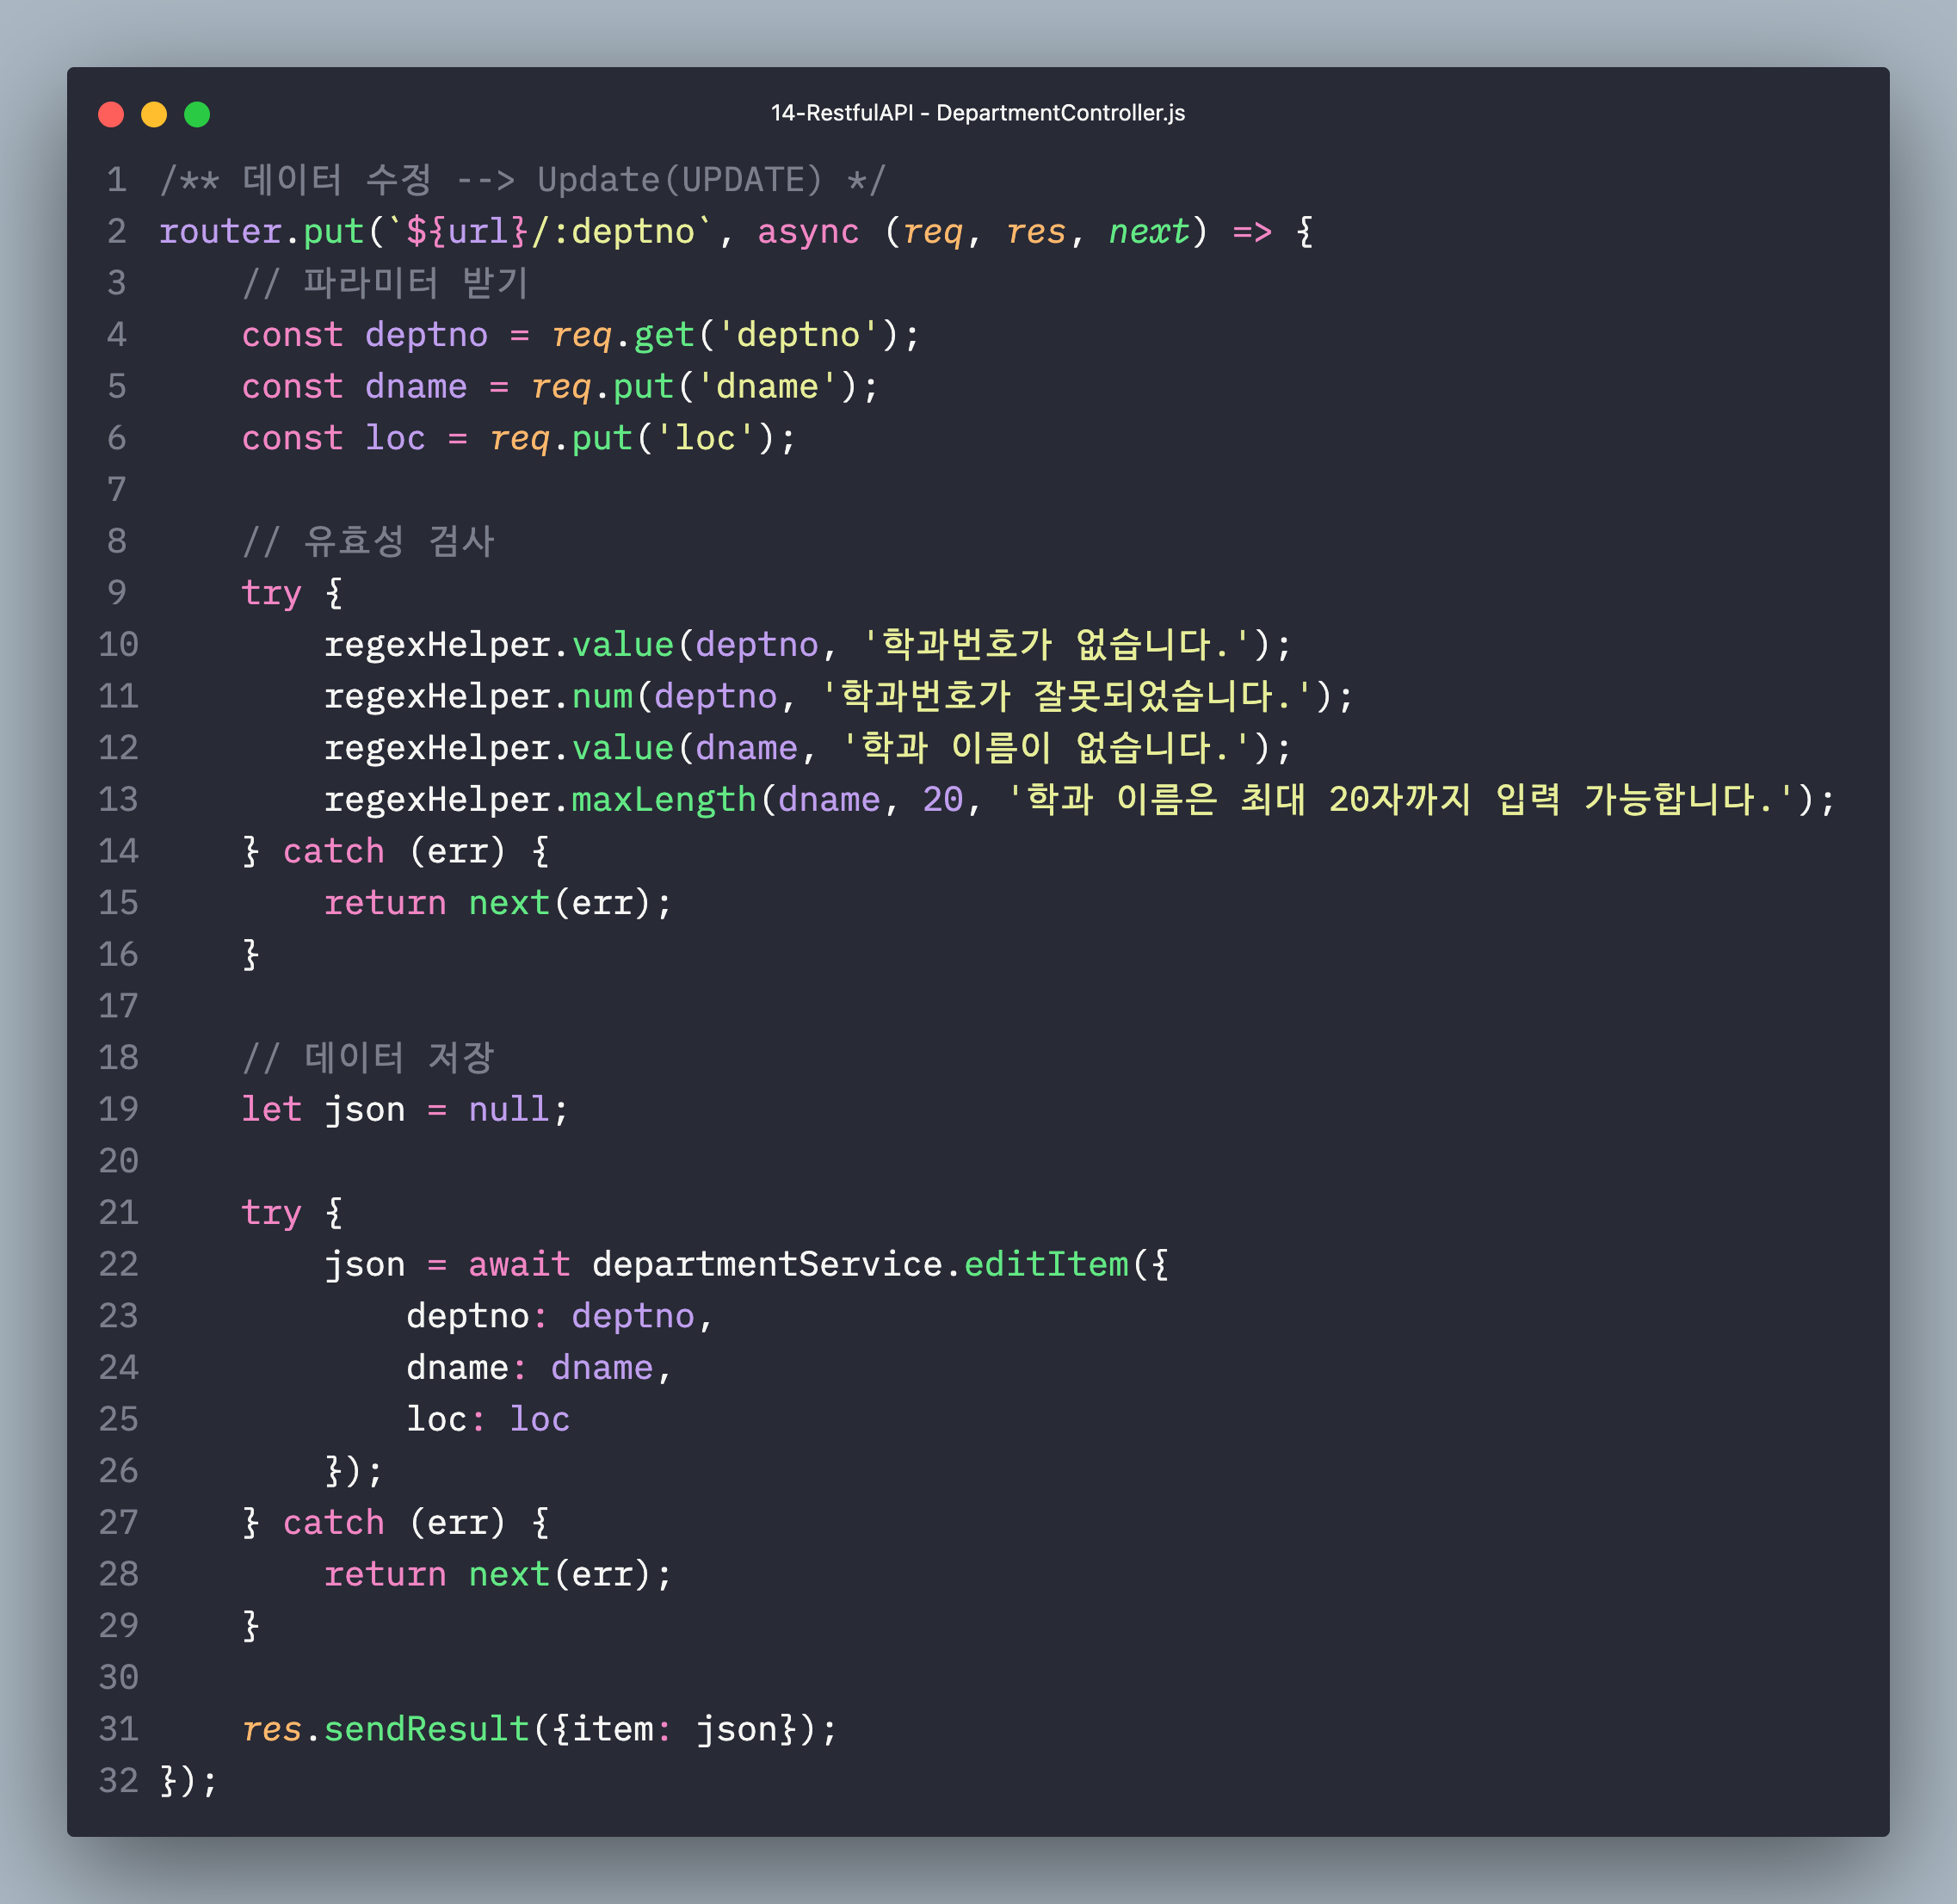 14-RestfulAPI - DepartmentController.js
1 /** 데이터 수정 --> Update(UPDATE) */
2 router.put(`${url}/:deptno`, async (req, res, next) => {
3     // 파라미터 받기
4     const deptno = req.get('deptno');
5     const dname = req.put('dname');
6     const loc = req.put('loc');
7
8     // 유효성 검사
9     try {
10         regexHelper.value(deptno, '학과번호가 없습니다.');
11         regexHelper.num(deptno, '학과번호가 잘못되었습니다.');
12         regexHelper.value(dname, '학과 이름이 없습니다.');
13         regexHelper.maxLength(dname, 20, '학과 이름은 최대 20자까지 입력 가능합니다.');
14     } catch (err) {
15         return next(err);
16     }
17
18     // 데이터 저장
19     let json = null;
20
21     try {
22         json = await departmentService.editItem({
23             deptno: deptno,
24             dname: dname,
25             loc: loc
26         });
27     } catch (err) {
28         return next(err);
29     }
30
31     res.sendResult({item: json});
32 });